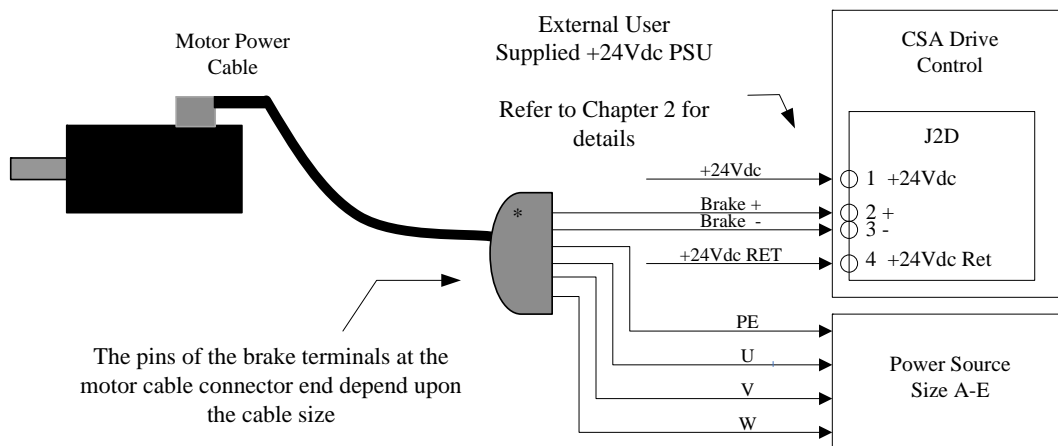 Motor Power
Cable
External User
Supplied +24Vdc PSU
Refer to Chapter 2 for
details
CSA Drive
Control
J2D
+24Vdc
1 +24Vdc
Brake +
2 +
Brake -
3 -
+24Vdc RET
4 +24Vdc Ret
*
PE
U
V
W
Power Source
Size A-E
The pins of the brake terminals at the
motor cable connector end depend upon
the cable size